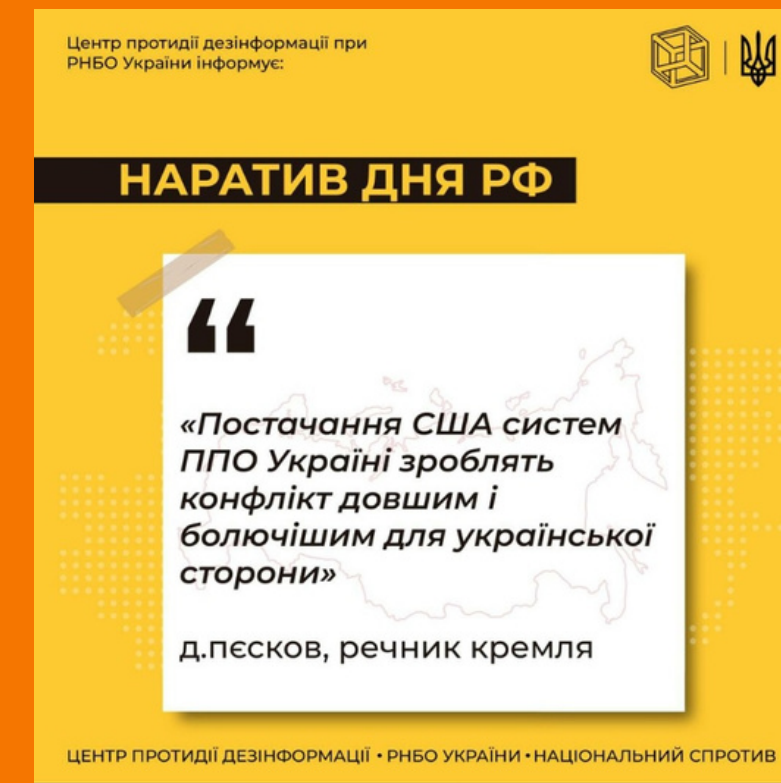 Центр протидії дезінформації при
РНБО України інформує:
НАРАТИВ ДНЯ РФ
“
«Постачання США систем
ППО Україні зроблять
конфлікт довшим і
болючішим для української
сторони»
д.пєсков, речник кремля
ЦЕНТР ПРОТИДІЇ ДЕЗІНФОРМАЦІЇ • РНБО УКРАЇНИ • НАЦІОНАЛЬНИЙ СПРОТИВ